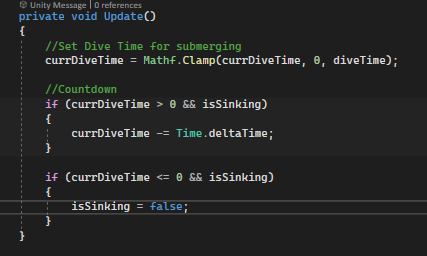 Unity Message | 0 references
private void Update()
{
//Set Dive Time for submerging
currDiveTime = Mathf.Clamp(currDiveTime, 0, diveTime);
//Countdown
if (currDiveTime > 0 && isSinking)
{
currDiveTime -= Time.deltaTime;
}
if (currDiveTime <= 0 && isSinking)
{
isSinking = false;
}
}